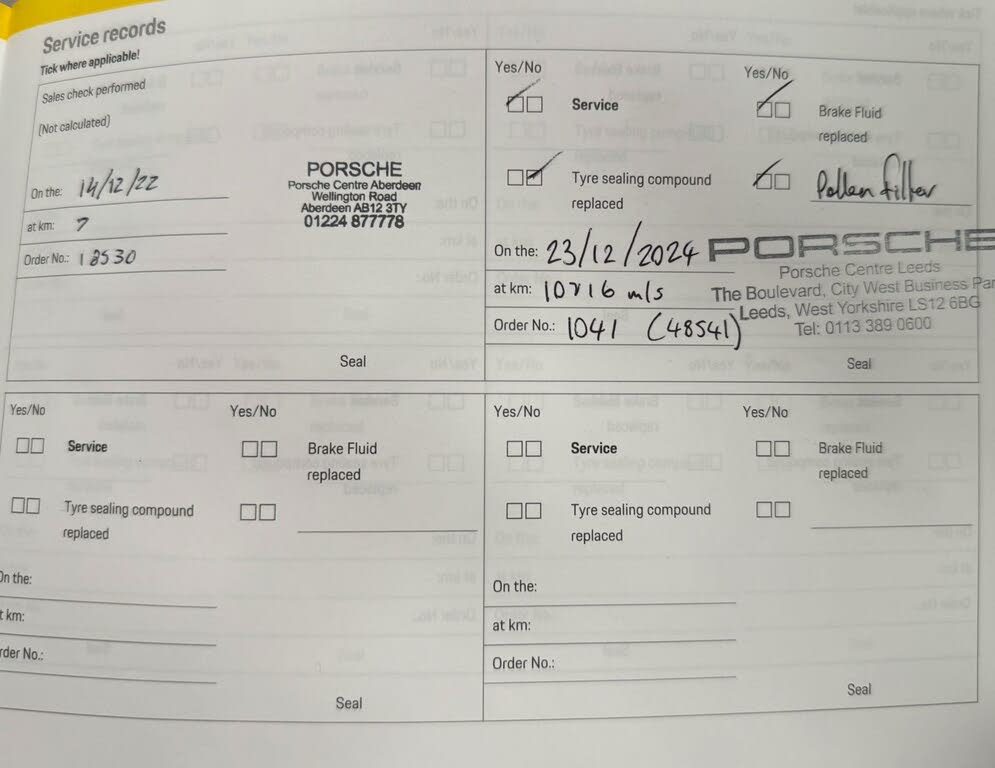 Service records
Tick where applicable!
Sales check performed
(Not calculated)
On the: 14/12/22
at km: 7
Order No.: 18530
PORSCHE
Porsche Centre Aberdeen
Wellington Road
Aberdeen AB12 3TY
01224 877778
Seal
Yes/No
Yes/No
Service
Brake Fluid
replaced
Tyre sealing compound
replaced
Pollen filter
On the: 23/12/2024
at km: m/s
Order No.: 1041 (48541)
PORSCHE
Porsche Centre Leeds
The Boulevard, City West Business Par
Leeds, West Yorkshire LS12 6BG
Tel: 0113 389 0600
Seal
Yes/No
Yes/No
Service
Brake Fluid
replaced
Tyre sealing compound
replaced
On the:
t km:
rder No.:
Seal
Yes/No
Yes/No
Service
Brake Fluid
replaced
Tyre sealing compound
replaced
On the:
at km:
Order No.:
Seal